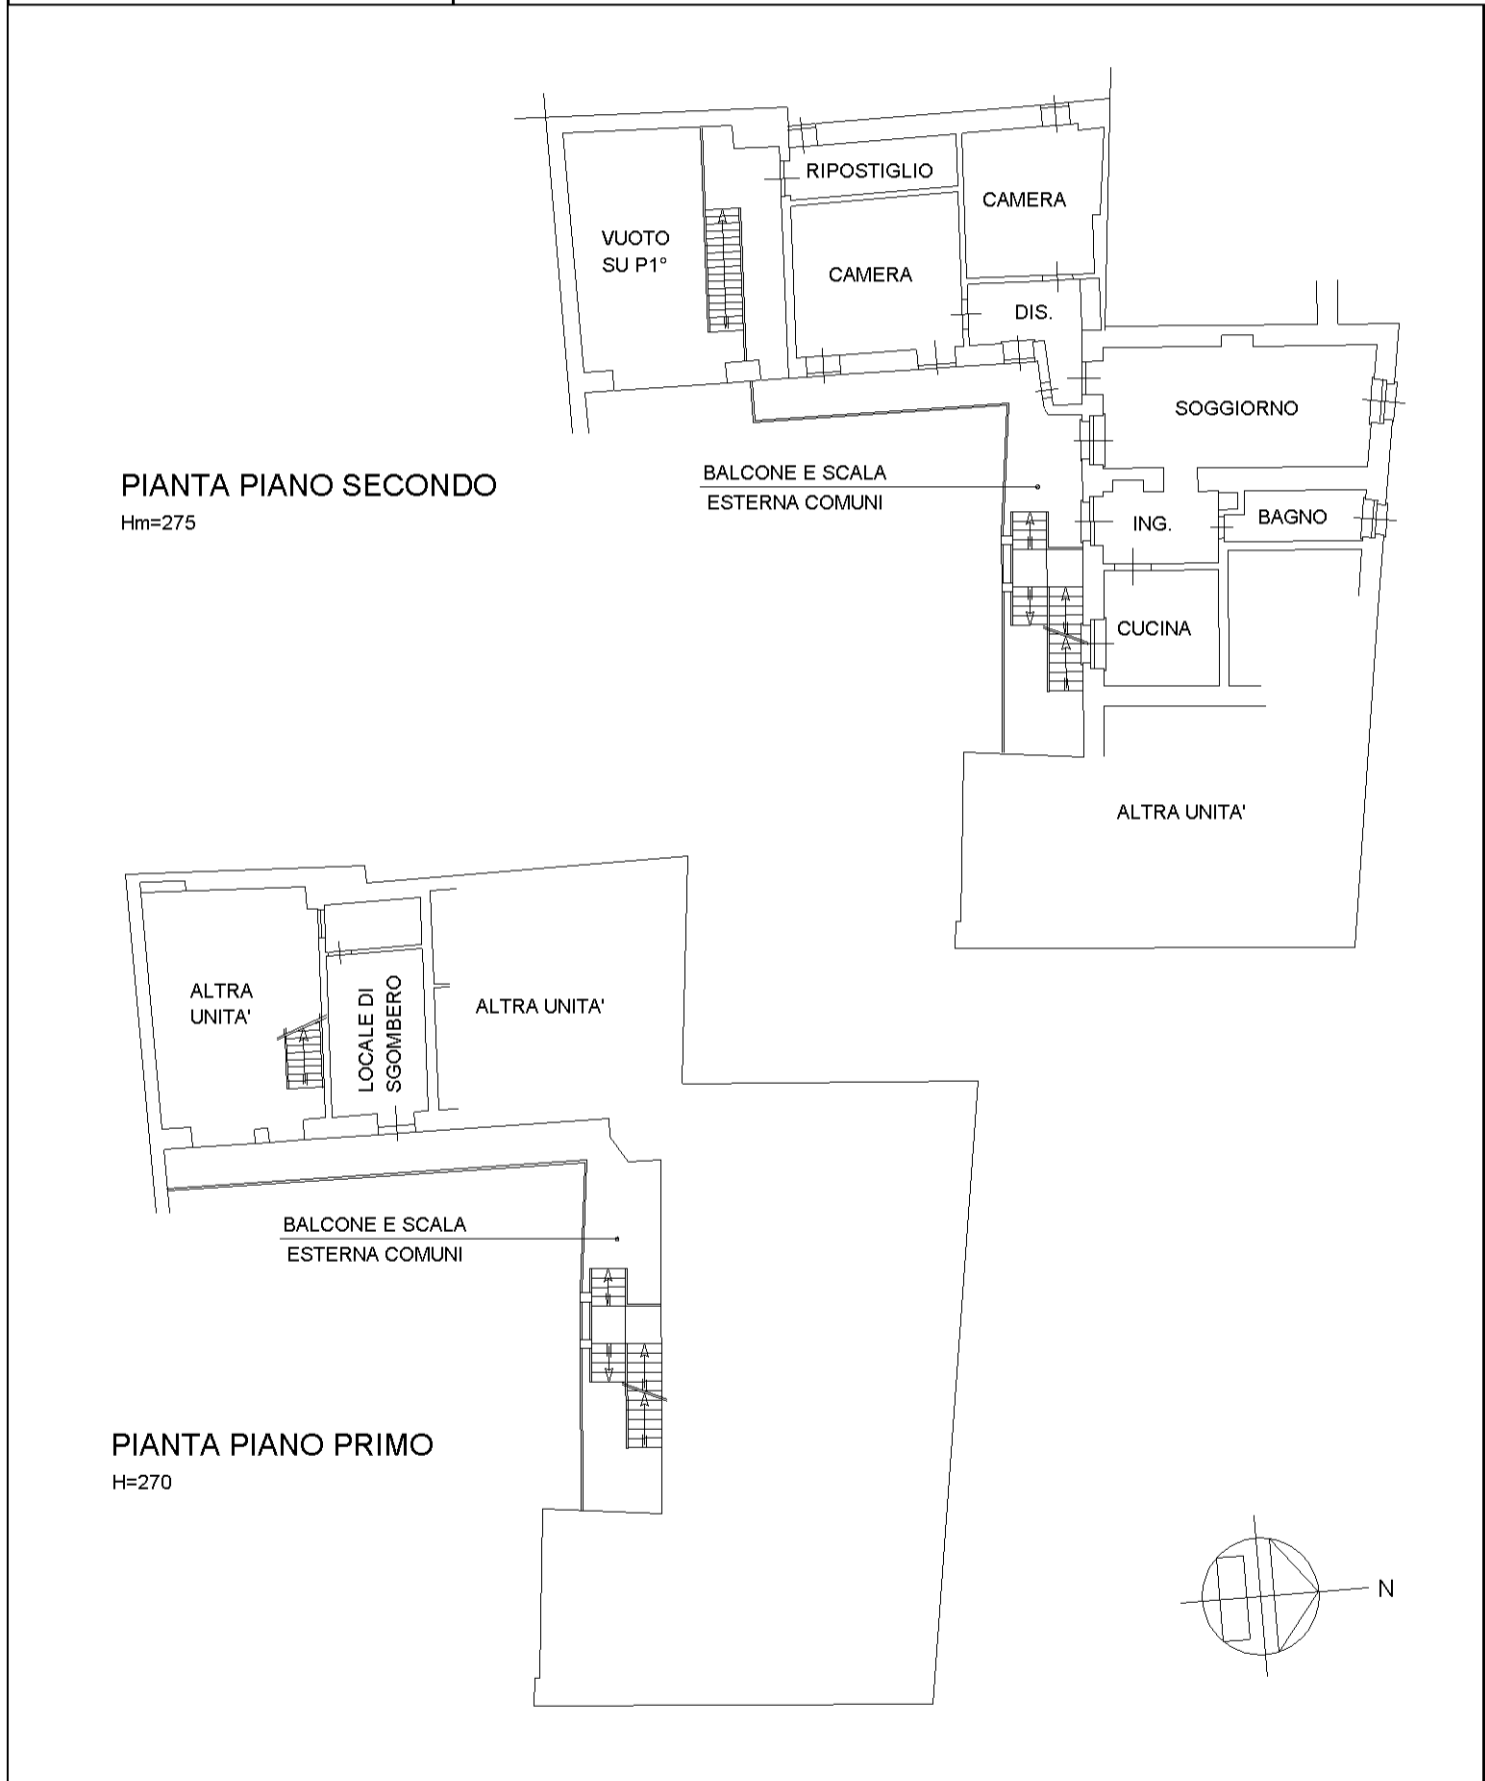 RIPOSTIGLIO
CAMERA
VUOTO
SU P1°
CAMERA
DIS.
SOGGIORNO
PIANTA PIANO SECONDO
Hm=275
BALCONE E SCALA
ESTERNA COMUNI
ING.
BAGNO
CUCINA
ALTRA UNITA'
ALTRA
UNITA'
LOCALE DI
SGOMBERO
ALTRA UNITA'
BALCONE E SCALA
ESTERNA COMUNI
PIANTA PIANO PRIMO
H=270
N